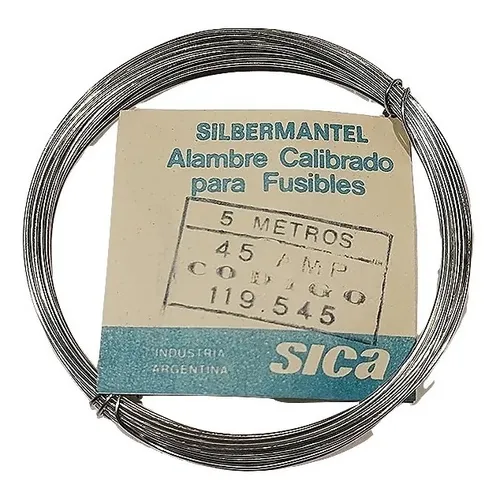 SILBERMANTEL
Alambre Calibrado
para Fusibles
5 METROS
45 AMP
CODIGO
119.545
INDUSTRIA
ARGENTINA
sica